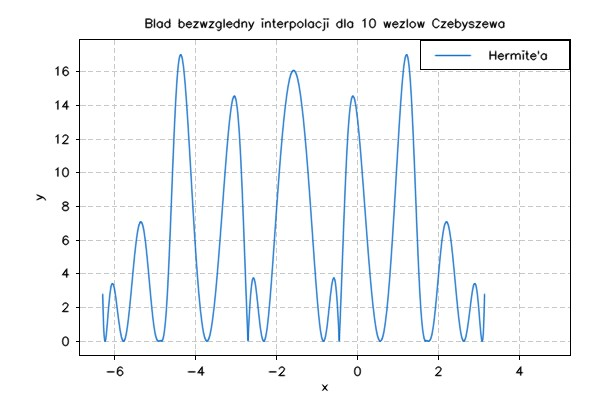 Blad bezwzgledny interpolacji dla 10 wezlow Czebyszewa
Hermite'a
16
14
12
10
8
6
4
2
0
y
−6 −4 −2 0 2 4
x